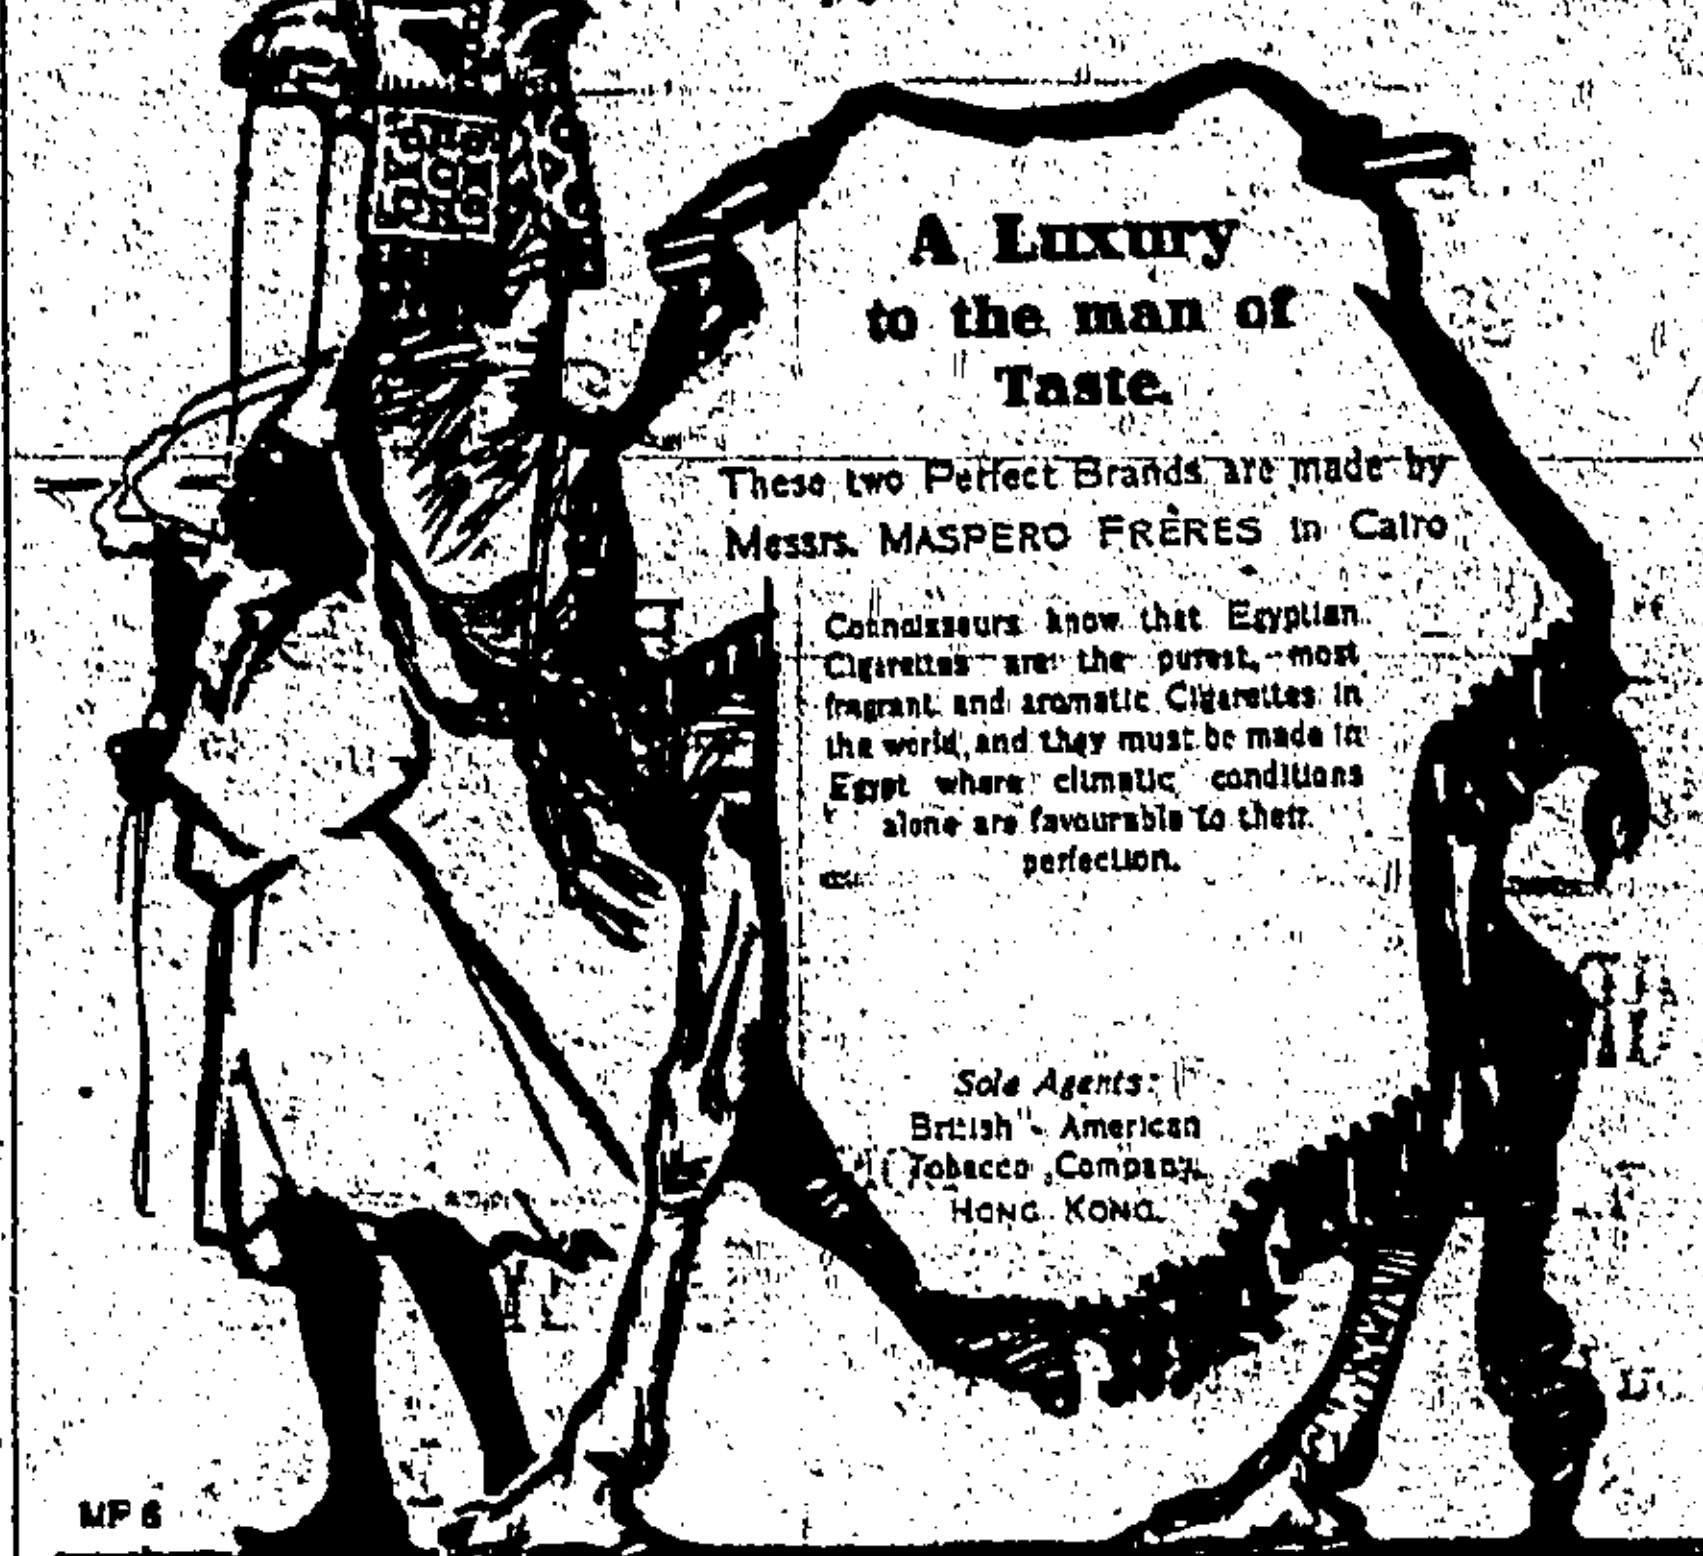 A Luxury
to the man of
Taste.
These two Perfect Brands are made by
Messrs. MASPERO FRÈRES in Cairo
Connoisseurs know that Egyptian
Cigarettes are the purest, most
fragrant and aromatic Cigarettes in
the world, and they must be made in
Egypt where climatic conditions
alone are favourable to their
perfection.
Sole Agents:
British - American
Tobacco Company,
HONG KONG.
MP 6